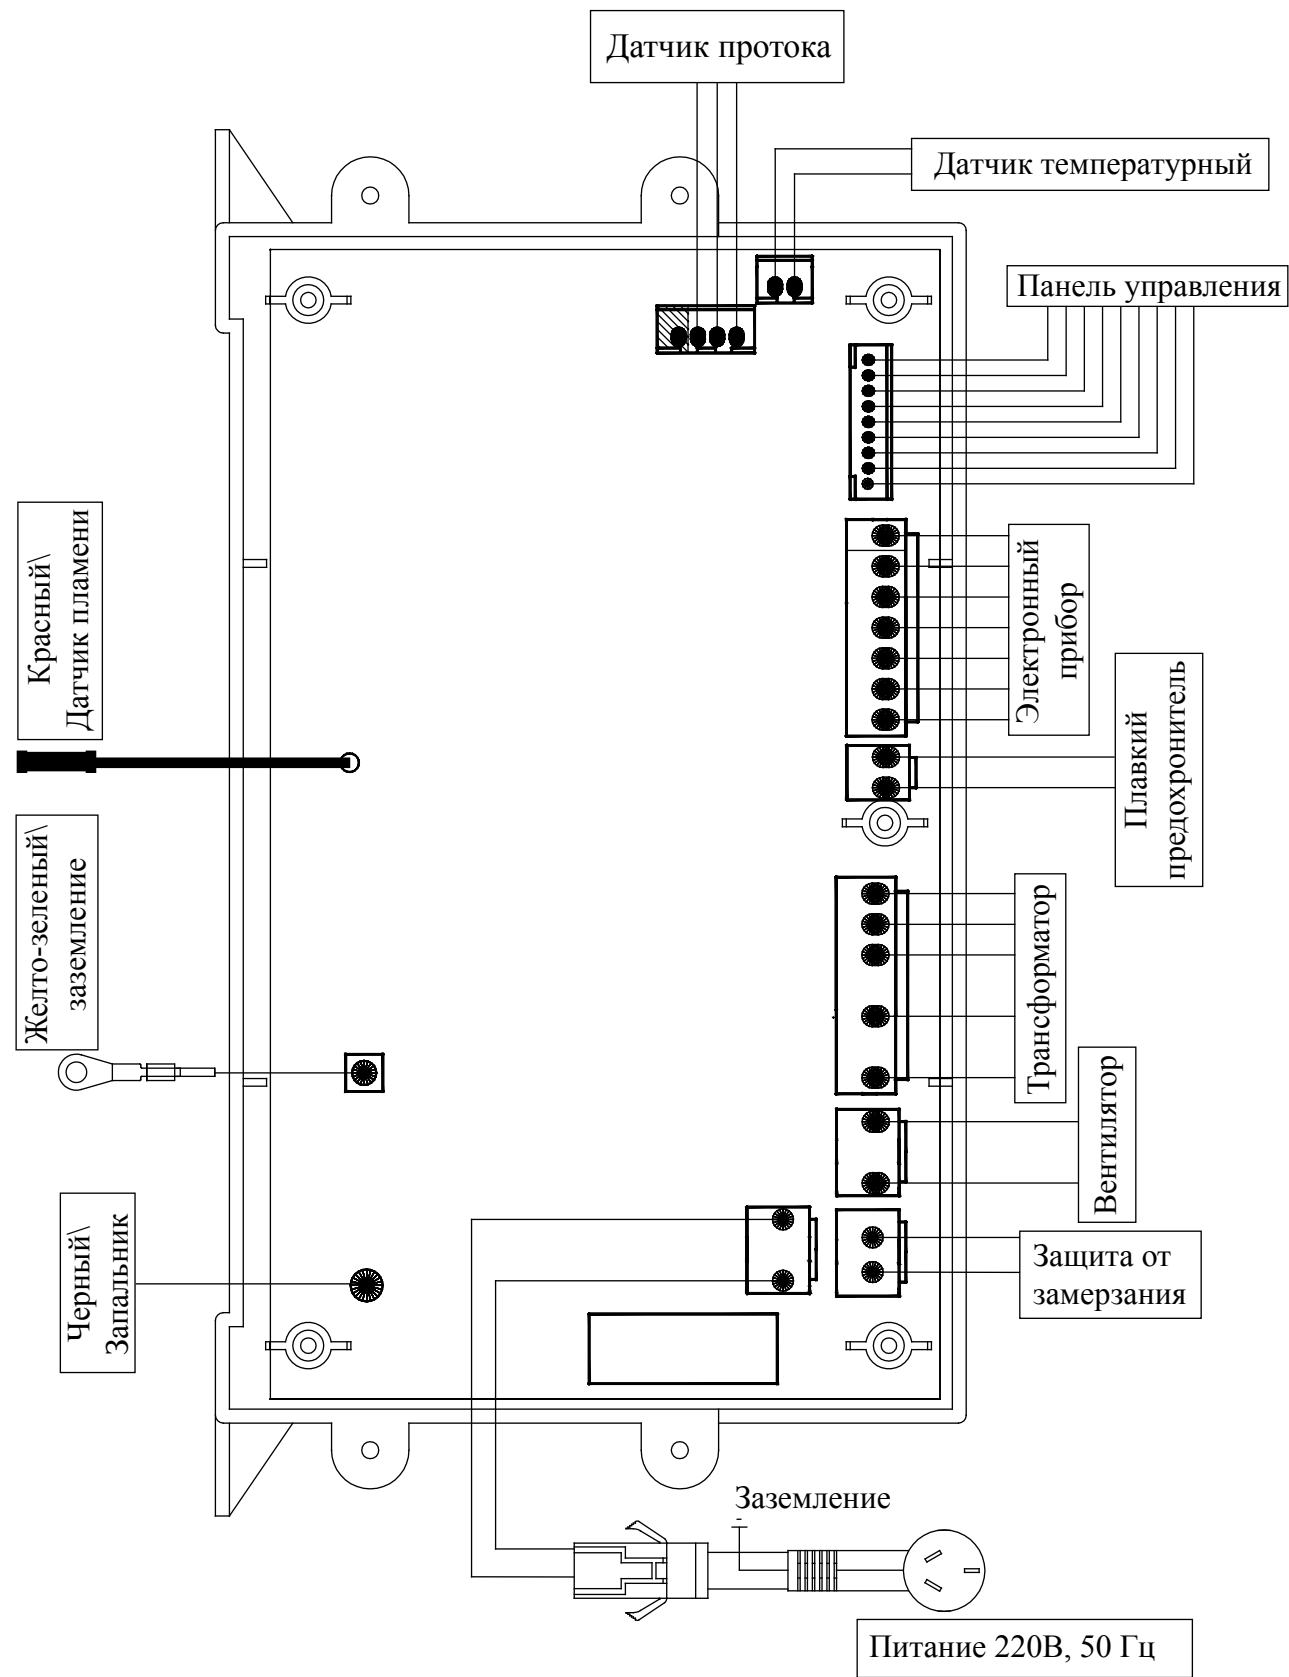 Датчик протока
Датчик температурный
Панель управления
Красный\
Датчик пламени
Электронный
прибор
Плавкий
предохронитель
Желто-зеленый\
заземление
Трансформатор
Вентилятор
Черный\
Запальник
Защита от
замерзания
Заземление
Питание 220В, 50 Гц